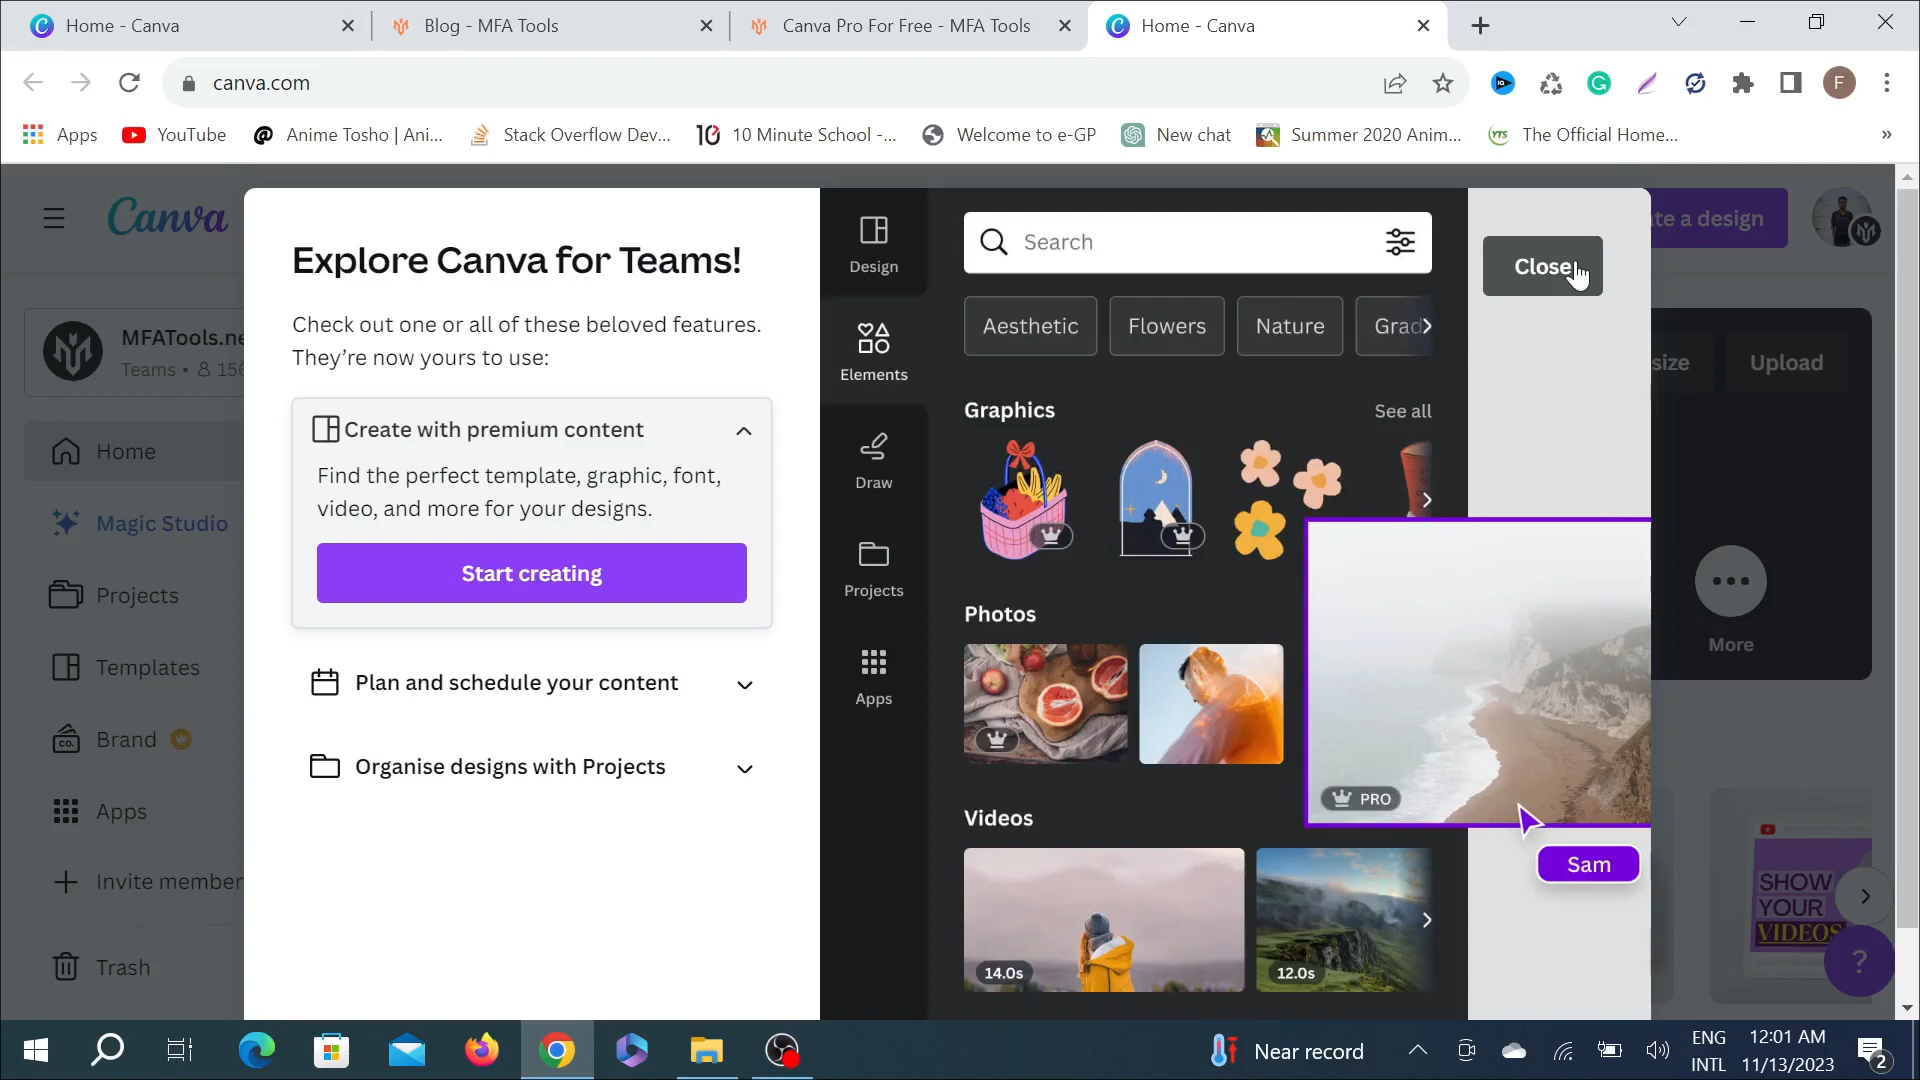 Home - Canva
Blog - MFA Tools
Canva Pro For Free - MFA Tools
Home - Canva
canva.com
F
Apps
YouTube
Anime Tosho | Ani...
Stack Overflow Dev...
10 Minute School -...
Welcome to e-GP
New chat
Summer 2020 Anim...
The Official Home...
Canva
te a design
MFATools.ne
Teams • 150
Home
Magic Studio
Projects
Templates
Brand
CO.
Apps
Invite member
Trash
Explore Canva for Teams!
Check out one or all of these beloved features.
They're now yours to use:
Create with premium content
Find the perfect template, graphic, font,
video, and more for your designs.
Start creating
Plan and schedule your content
Organise designs with Projects
Design
Elements
Draw
Projects
Apps
Search
Aesthetic
Flowers
Nature
Grad
Graphics
See all
Photos
PRO
Videos
14.0s
12.0s
Sam
Close
size
Upload
More
SHOW
YOUR
VIDEOS
?
Near record
ENG
INTL
12:01 AM
11/13/2023
2